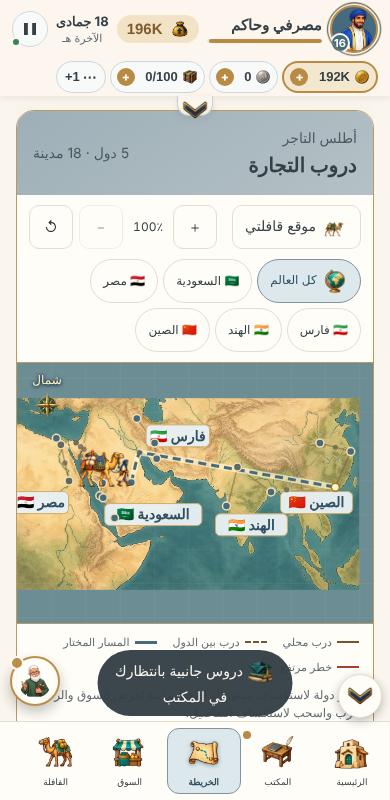 مصرفي وحاكم
16
196K
18 جمادى
الآخرة هـ
192K
0
0/100
+1 ⋯
أطلس التاجر
دروب التجارة
5 دول · 18 مدينة
موقع قافلتي
+
100٪
−
كل العالم
السعودية
مصر
فارس
الهند
الصين
شمال
فارس
مصر
السعودية
الهند
الصين
درب محلي
درب بين الدول
المسار المختار
خطر مرتفع
دروس جانبية بانتظارك
في المكتب
الرئيسية
المكتب
الخريطة
السوق
القافلة